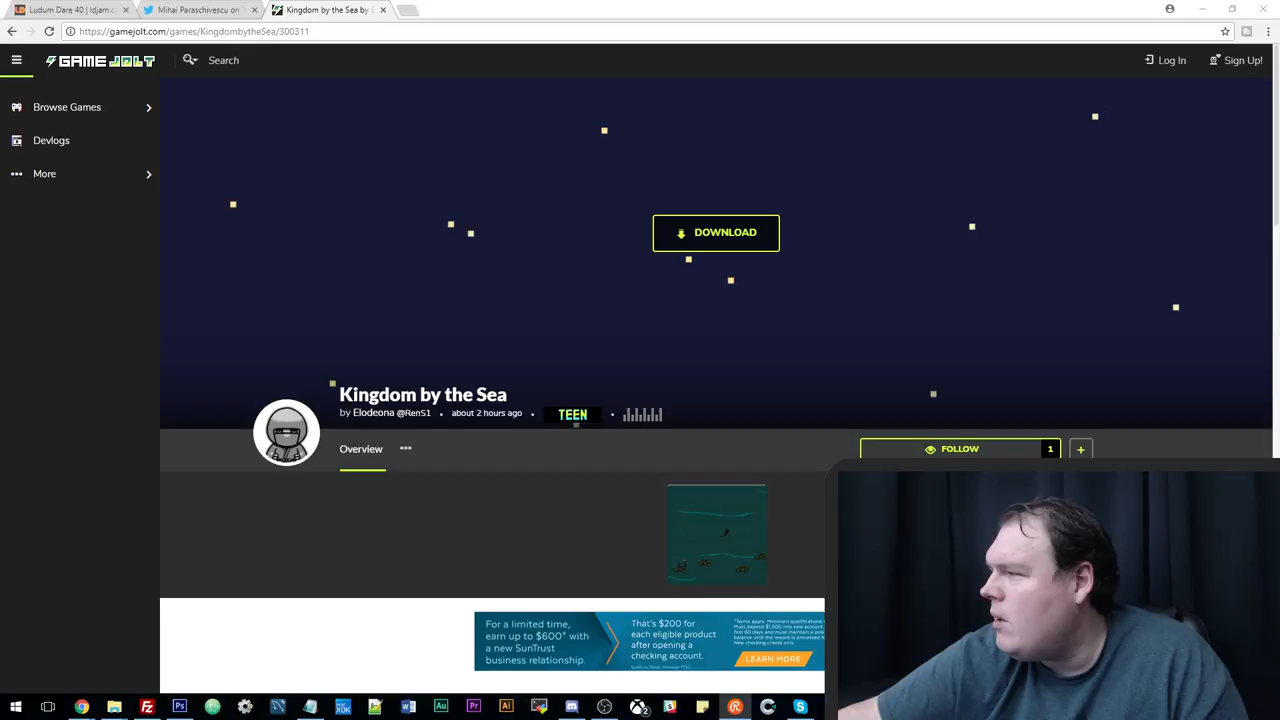 Ludum Dare 40 | ldjam.c
Mihai Paraschivescu on T
Kingdom by the Sea by E
https://gamejolt.com/games/KingdombytheSea/300311
GAME JOLT
Search
Log In
Sign Up!
Browse Games
Devlogs
More
DOWNLOAD
Kingdom by the Sea
by Elodeona @RenS1 • about 2 hours ago • TEEN •
Overview
FOLLOW 1
For a limited time,
earn up to $600* with
a new SunTrust
business relationship.
That's $200 for
each eligible product
after opening a
checking account.
LEARN MORE